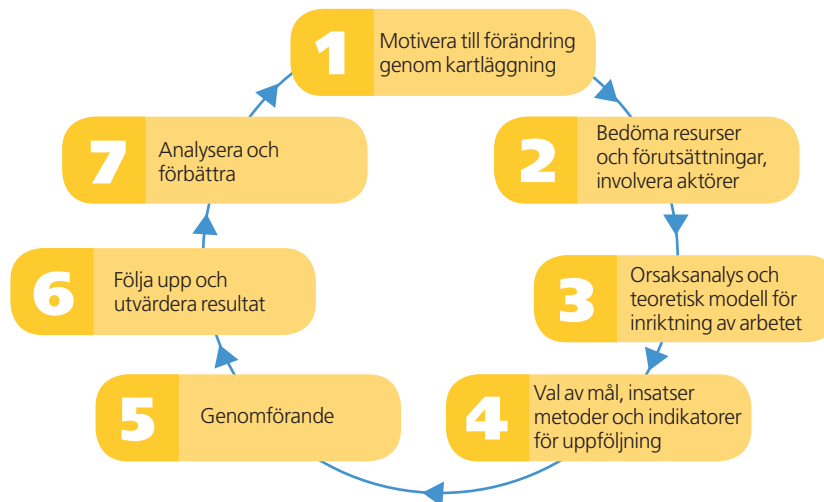 1
Motivera till förändring
genom kartläggning
2
Bedöma resurser
och förutsättningar,
involvera aktörer
3
Orsaksanalys och
teoretisk modell för
inriktning av arbetet
4
Val av mål, insatser
metoder och indikatorer
för uppföljning
5
Genomförande
6
Följa upp och
utvärdera resultat
7
Analysera och
förbättra